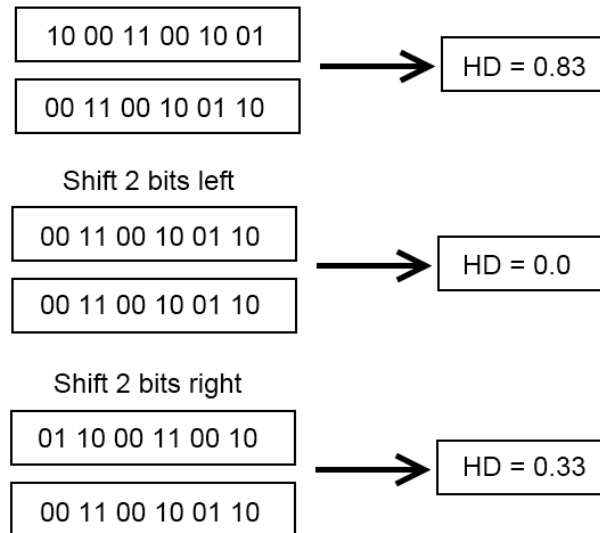 10 00 11 00 10 01
HD = 0.83
00 11 00 10 01 10
Shift 2 bits left
00 11 00 10 01 10
HD = 0.0
00 11 00 10 01 10
Shift 2 bits right
01 10 00 11 00 10
HD = 0.33
00 11 00 10 01 10